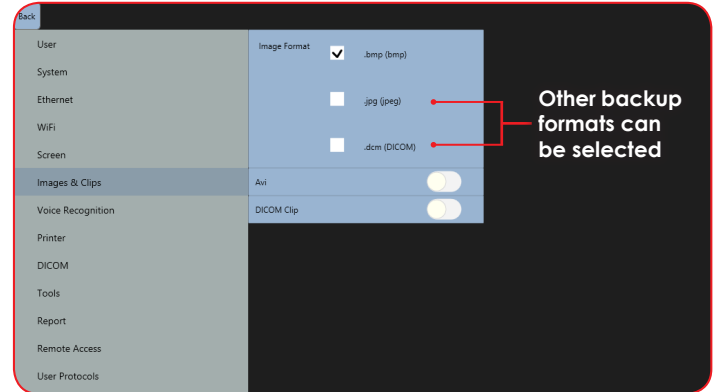 Back
User
System
Ethernet
WiFi
Screen
Images & Clips
Voice Recognition
Printer
DICOM
Tools
Report
Remote Access
User Protocols
Image Format
.bmp (bmp)
.jpg (jpeg)
.dcm (DICOM)
Avi
DICOM Clip
Other backup
formats can
be selected